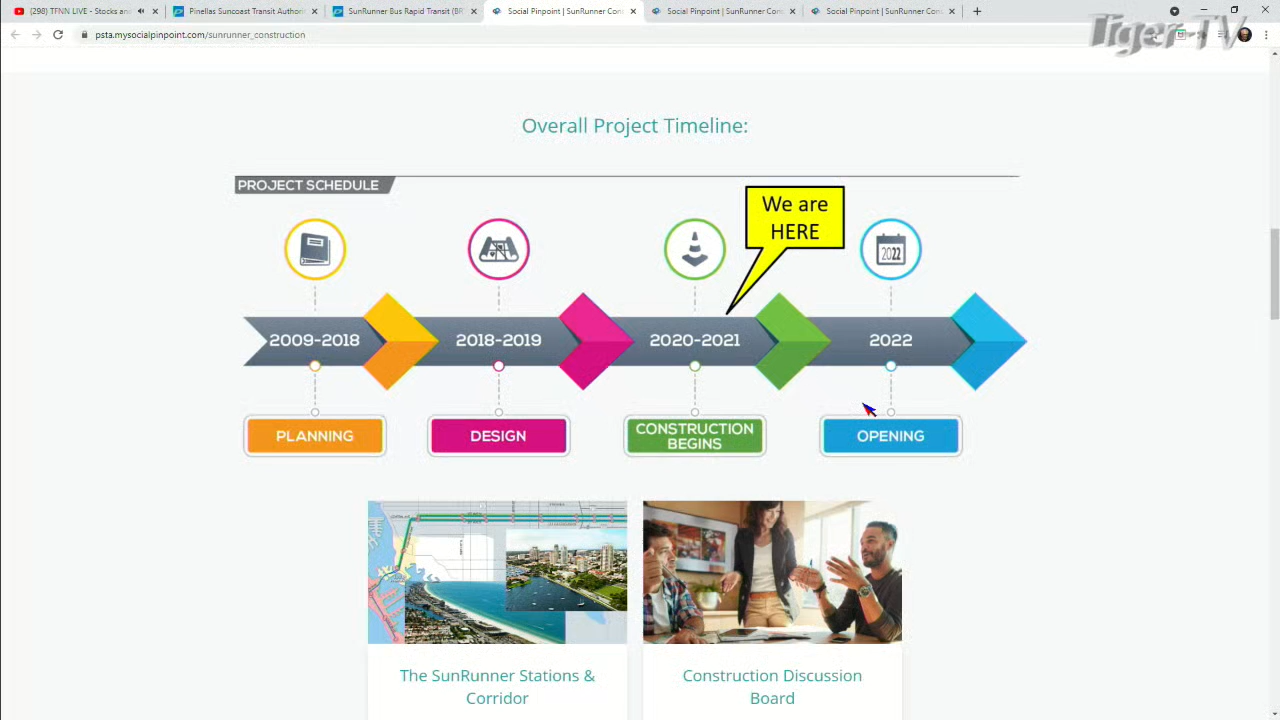 (298) TFNN LIVE - Stocks an
Pinellas Suncoast Transit Authori
SunRunner Bus Rapid Transit (BR
Social Pinpoint | SunRunner Con
Social Pinpoint | SunRunner Con
Social Pinpoint | SunRunner Con
Tiger-TV
psta.mysocialpinpoint.com/sunrunner_construction
Overall Project Timeline:
PROJECT SCHEDULE
We are
HERE
2022
2009-2018
2018-2019
2020-2021
2022
PLANNING
DESIGN
CONSTRUCTION
BEGINS
OPENING
The SunRunner Stations &
Corridor
Construction Discussion
Board